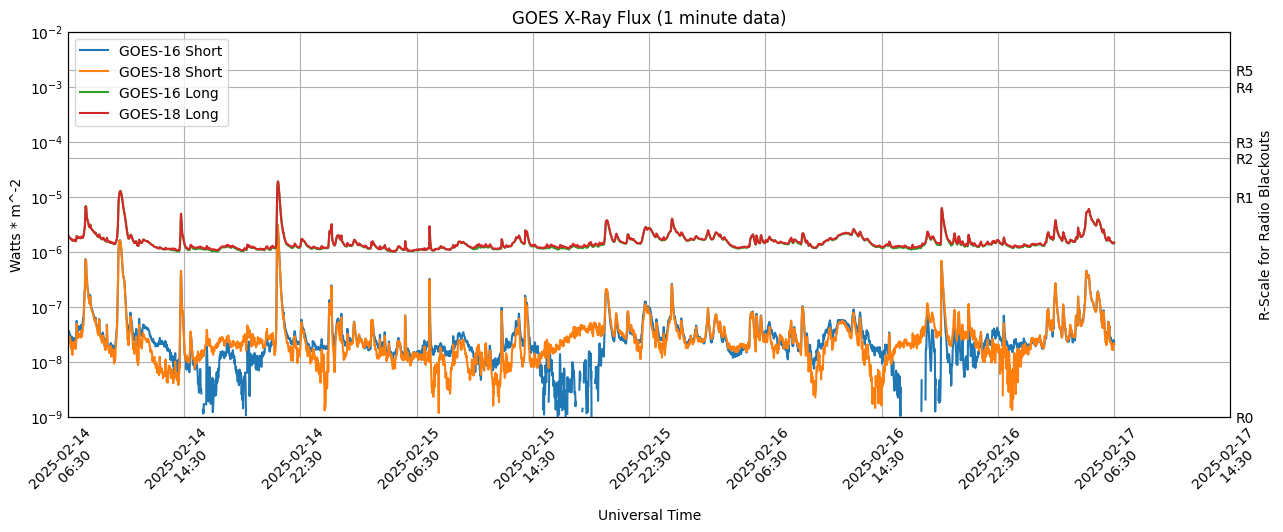 GOES X-Ray Flux (1 minute data)
GOES-16 Short
GOES-18 Short
GOES-16 Long
GOES-18 Long
10^-2
10^-3
10^-4
10^-5
10^-6
10^-7
10^-8
10^-9
Watts * m^-2
R5
R4
R3
R2
R1
R0
R-Scale for Radio Blackouts
2025-02-14
06:30
2025-02-14
14:30
2025-02-14
22:30
2025-02-15
06:30
2025-02-15
14:30
2025-02-15
22:30
2025-02-16
06:30
2025-02-16
14:30
2025-02-16
22:30
2025-02-17
06:30
2025-02-17
14:30
Universal Time